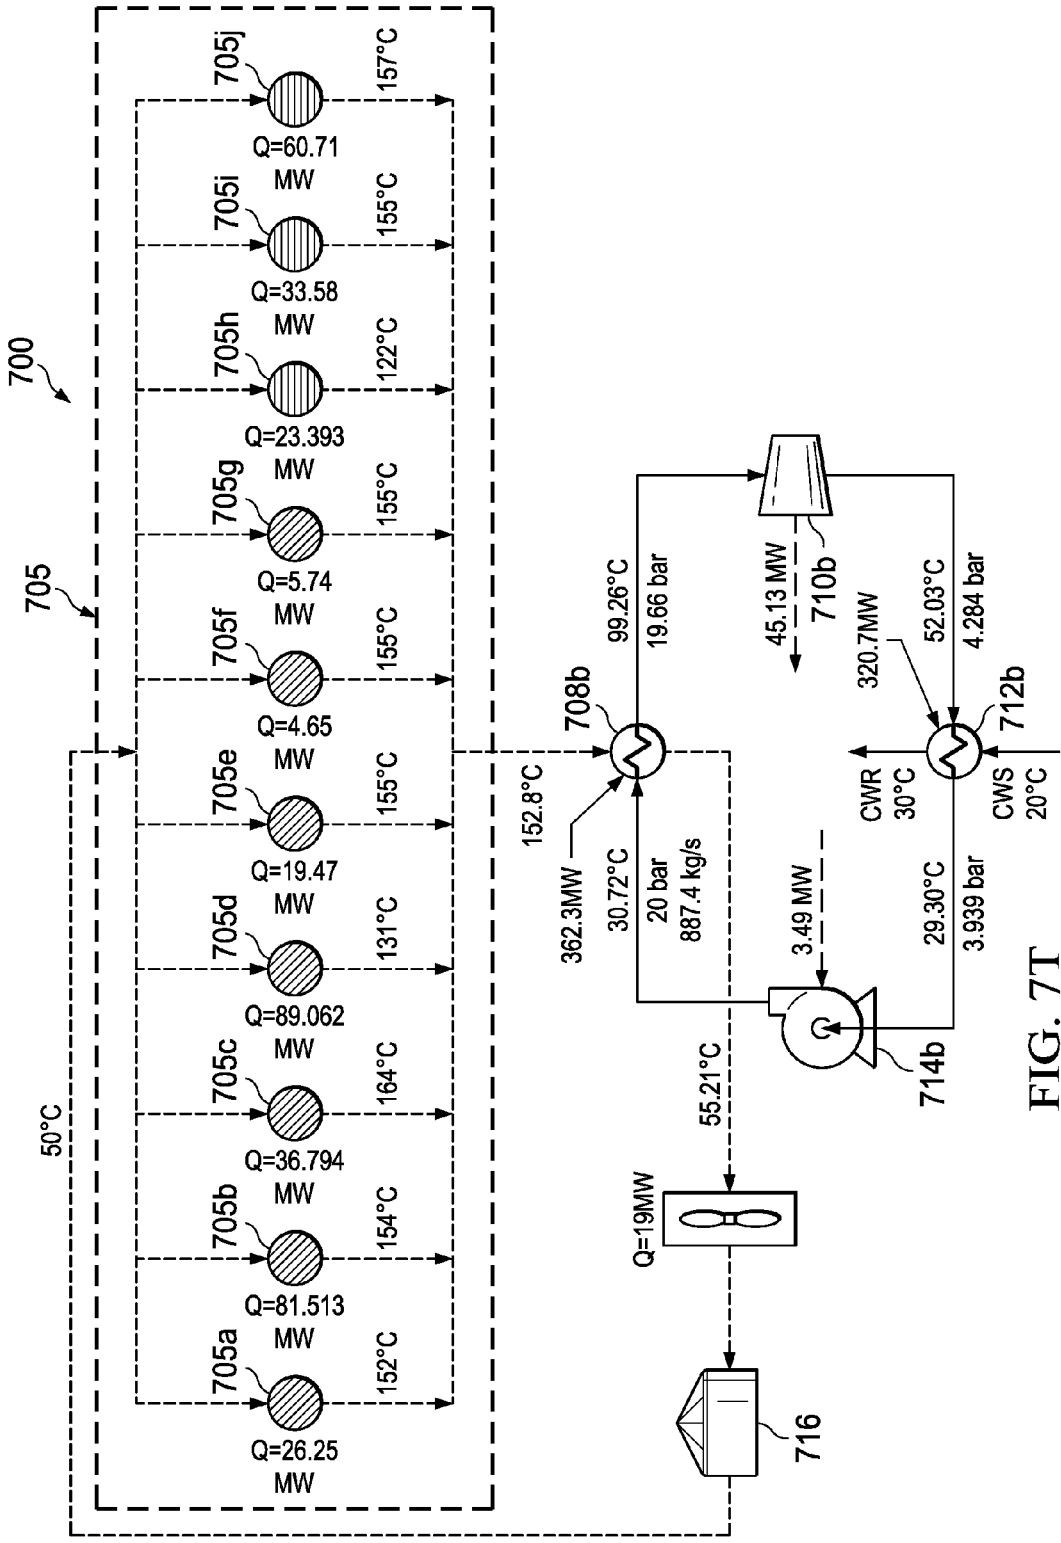 700
705
50°C
705a
Q=26.25
MW
152°C
705b
Q=81.513
MW
154°C
705c
Q=36.794
MW
164°C
705d
Q=89.062
MW
131°C
705e
Q=19.47
MW
155°C
705f
Q=4.65
MW
155°C
705g
Q=5.74
MW
155°C
705h
Q=23.393
MW
122°C
705i
Q=33.58
MW
155°C
705j
Q=60.71
MW
157°C
152.8°C
708b
362.3MW
30.72°C
20 bar
887.4 kg/s
99.26°C
19.66 bar
45.13 MW
710b
320.7MW
52.03°C
4.284 bar
712b
CWR
30°C
CWS
20°C
3.49 MW
29.30°C
3.939 bar
714b
55.21°C
Q=19MW
716
FIG. 7T